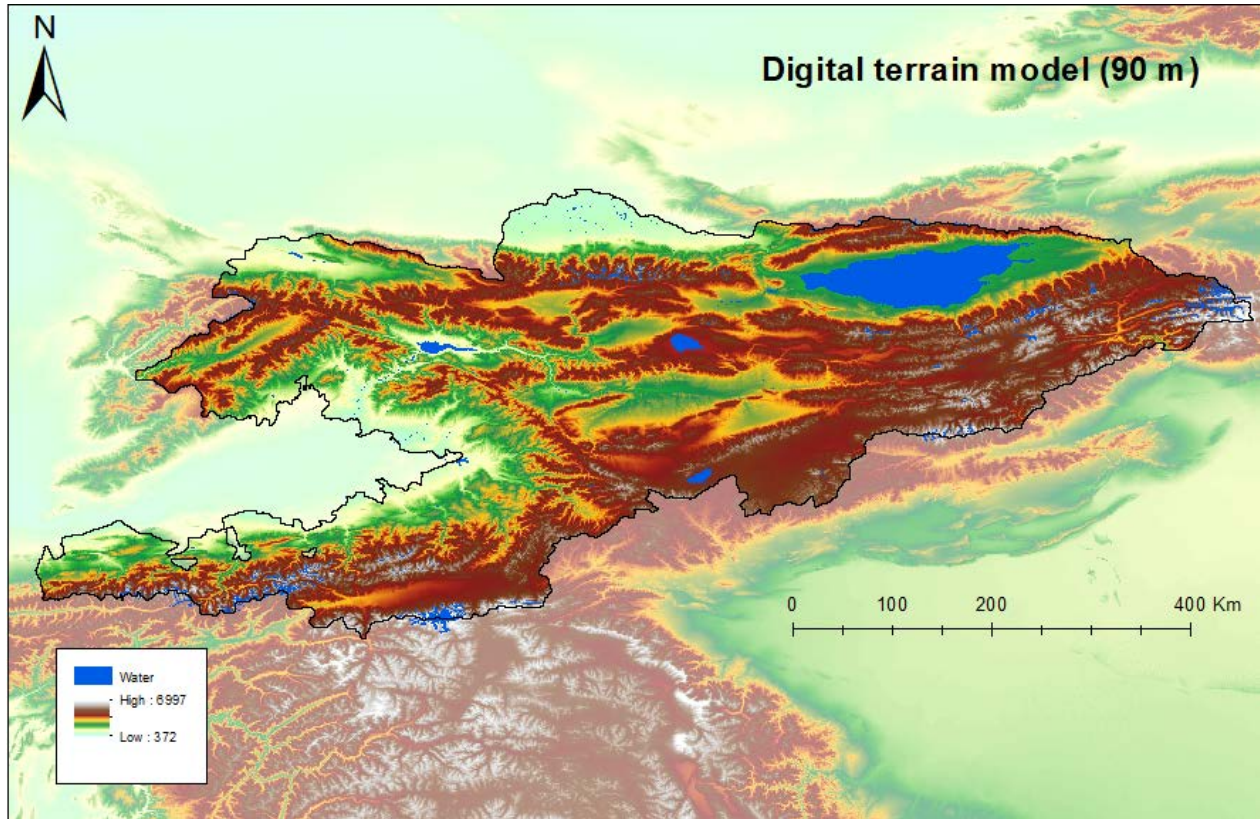 N
Digital terrain model (90 m)
0 100 200 400 Km
Water
High : 6997
Low : 372